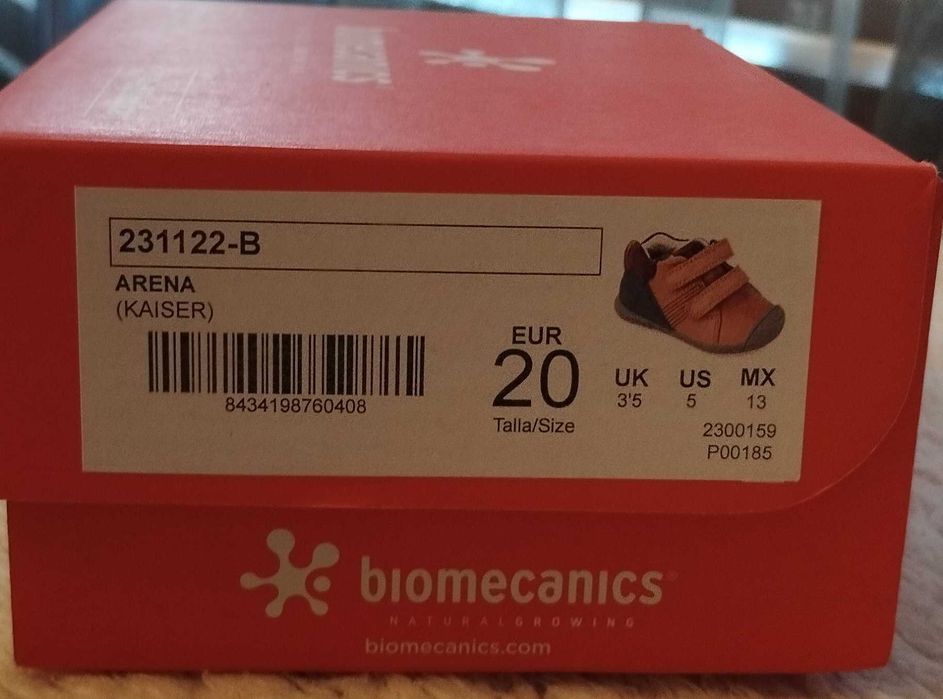 biomecanics
231122-B
ARENA
(KAISER)
8434198760408
EUR
20
Talla/Size
UK US MX
3'5 5 13
2300159
P00185
biomecanics
NATURALGROWING
biomecanics.com